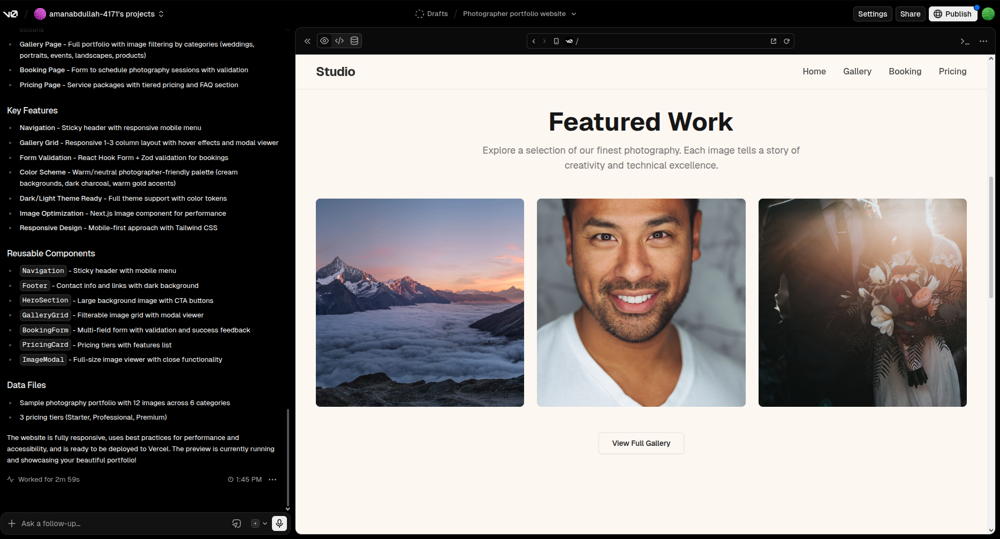 v0 / amanabdullah-4171's projects
Drafts / Photographer portfolio website
Settings
Share
Publish
buttons
Gallery Page - Full portfolio with image filtering by categories (weddings,
portraits, events, landscapes, products)
Booking Page - Form to schedule photography sessions with validation
Pricing Page - Service packages with tiered pricing and FAQ section
Key Features
Navigation - Sticky header with responsive mobile menu
Gallery Grid - Responsive 1-3 column layout with hover effects and modal viewer
Form Validation - React Hook Form + Zod validation for bookings
Color Scheme - Warm/neutral photographer-friendly palette (cream
backgrounds, dark charcoal, warm gold accents)
Dark/Light Theme Ready - Full theme support with color tokens
Image Optimization - Next.js Image component for performance
Responsive Design - Mobile-first approach with Tailwind CSS
Reusable Components
Navigation - Sticky header with mobile menu
Footer - Contact info and links with dark background
HeroSection - Large background image with CTA buttons
GalleryGrid - Filterable image grid with modal viewer
BookingForm - Multi-field form with validation and success feedback
PricingCard - Pricing tiers with features list
ImageModal - Full-size image viewer with close functionality
Data Files
Sample photography portfolio with 12 images across 6 categories
3 pricing tiers (Starter, Professional, Premium)
The website is fully responsive, uses best practices for performance and
accessibility, and is ready to be deployed to Vercel. The preview is currently running
and showcasing your beautiful portfolio!
Worked for 2m 59s
1:45 PM
Ask a follow-up...
v0 /
Studio
Home
Gallery
Booking
Pricing
Featured Work
Explore a selection of our finest photography. Each image tells a story of
creativity and technical excellence.
View Full Gallery